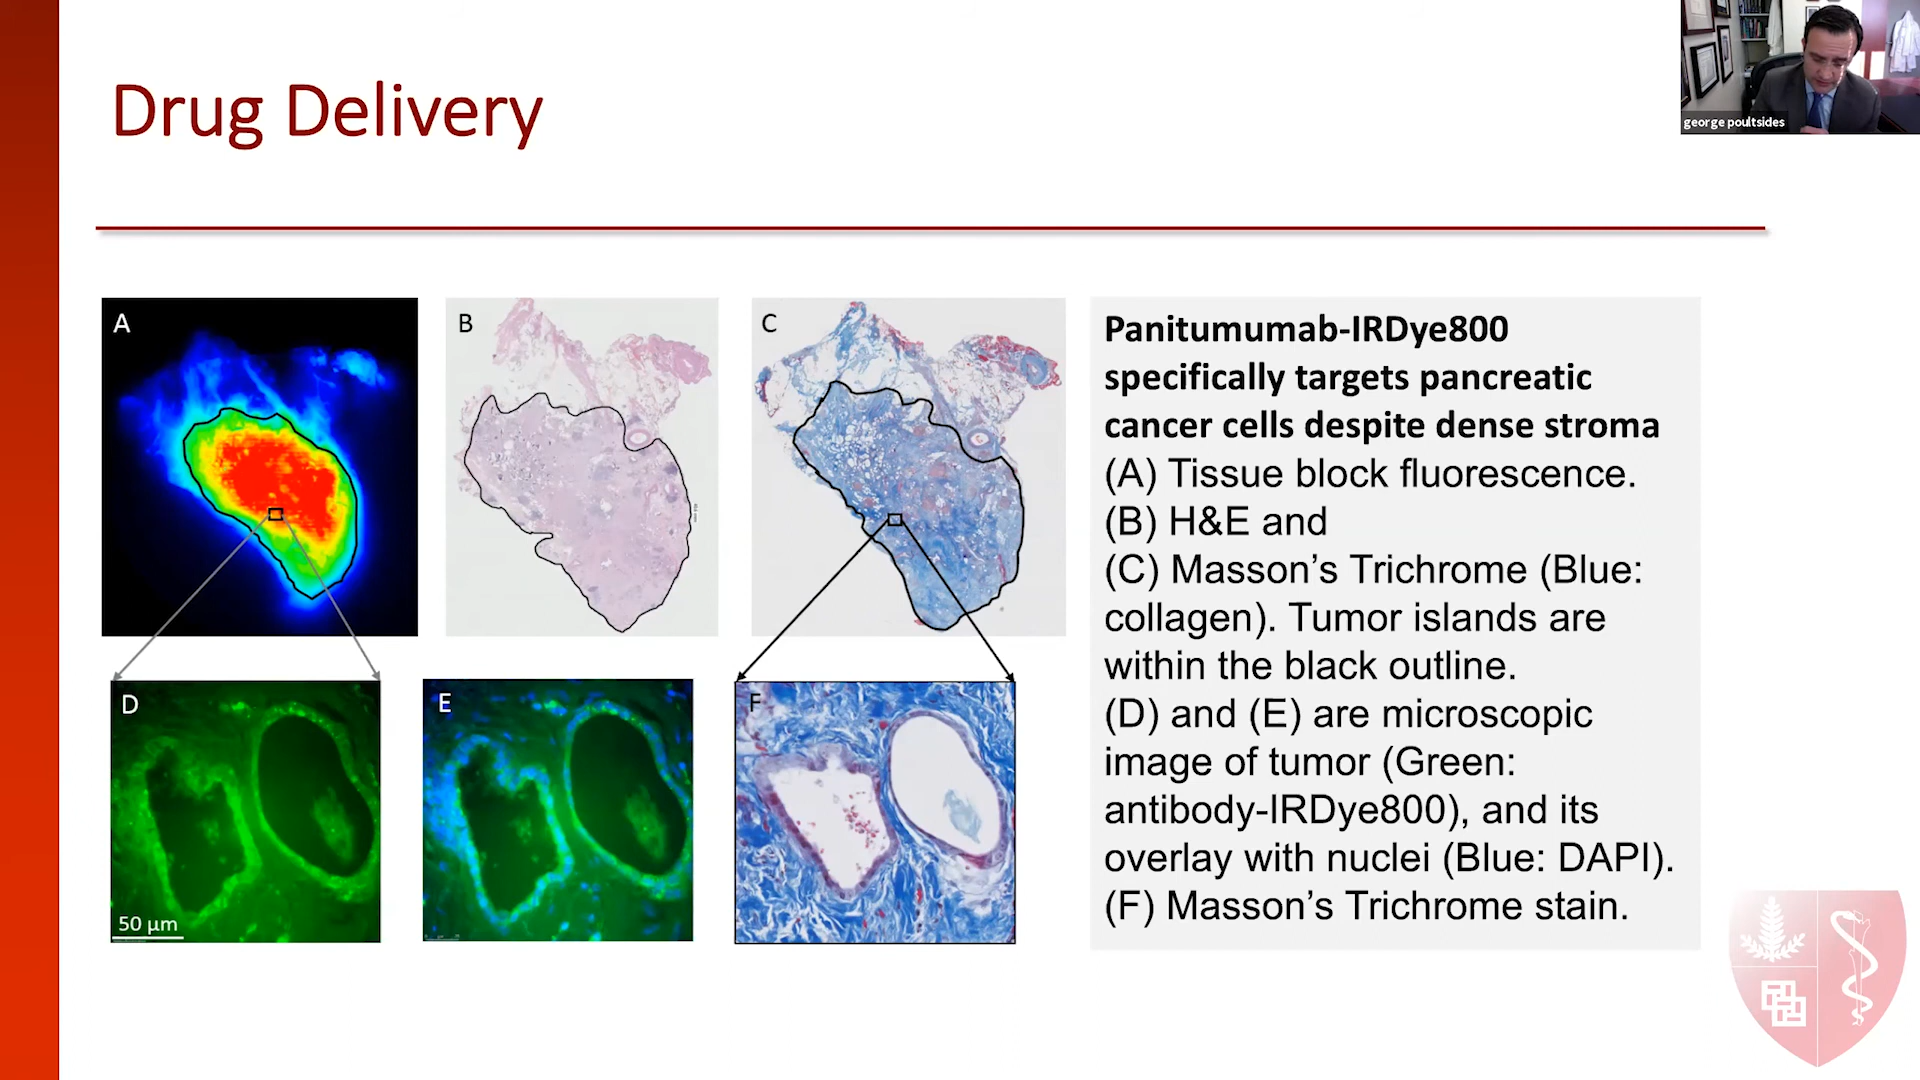 george poultsides
Drug Delivery
A
B
C
D
50 µm
E
F
Panitumumab-IRDye800
specifically targets pancreatic
cancer cells despite dense stroma
(A) Tissue block fluorescence.
(B) H&E and
(C) Masson’s Trichrome (Blue:
collagen). Tumor islands are
within the black outline.
(D) and (E) are microscopic
image of tumor (Green:
antibody-IRDye800), and its
overlay with nuclei (Blue: DAPI).
(F) Masson’s Trichrome stain.